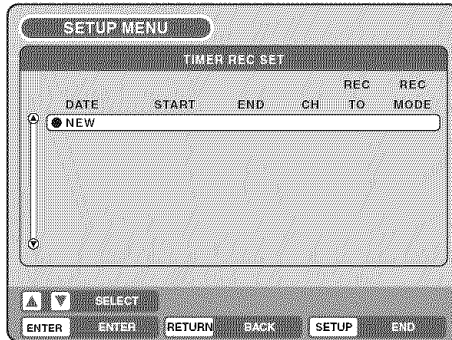 SETUP MENU
TIMER REC SET
REC REC
DATE START END CH TO MODE
NEW
SELECT
ENTER ENTER RETURN BACK SETUP END